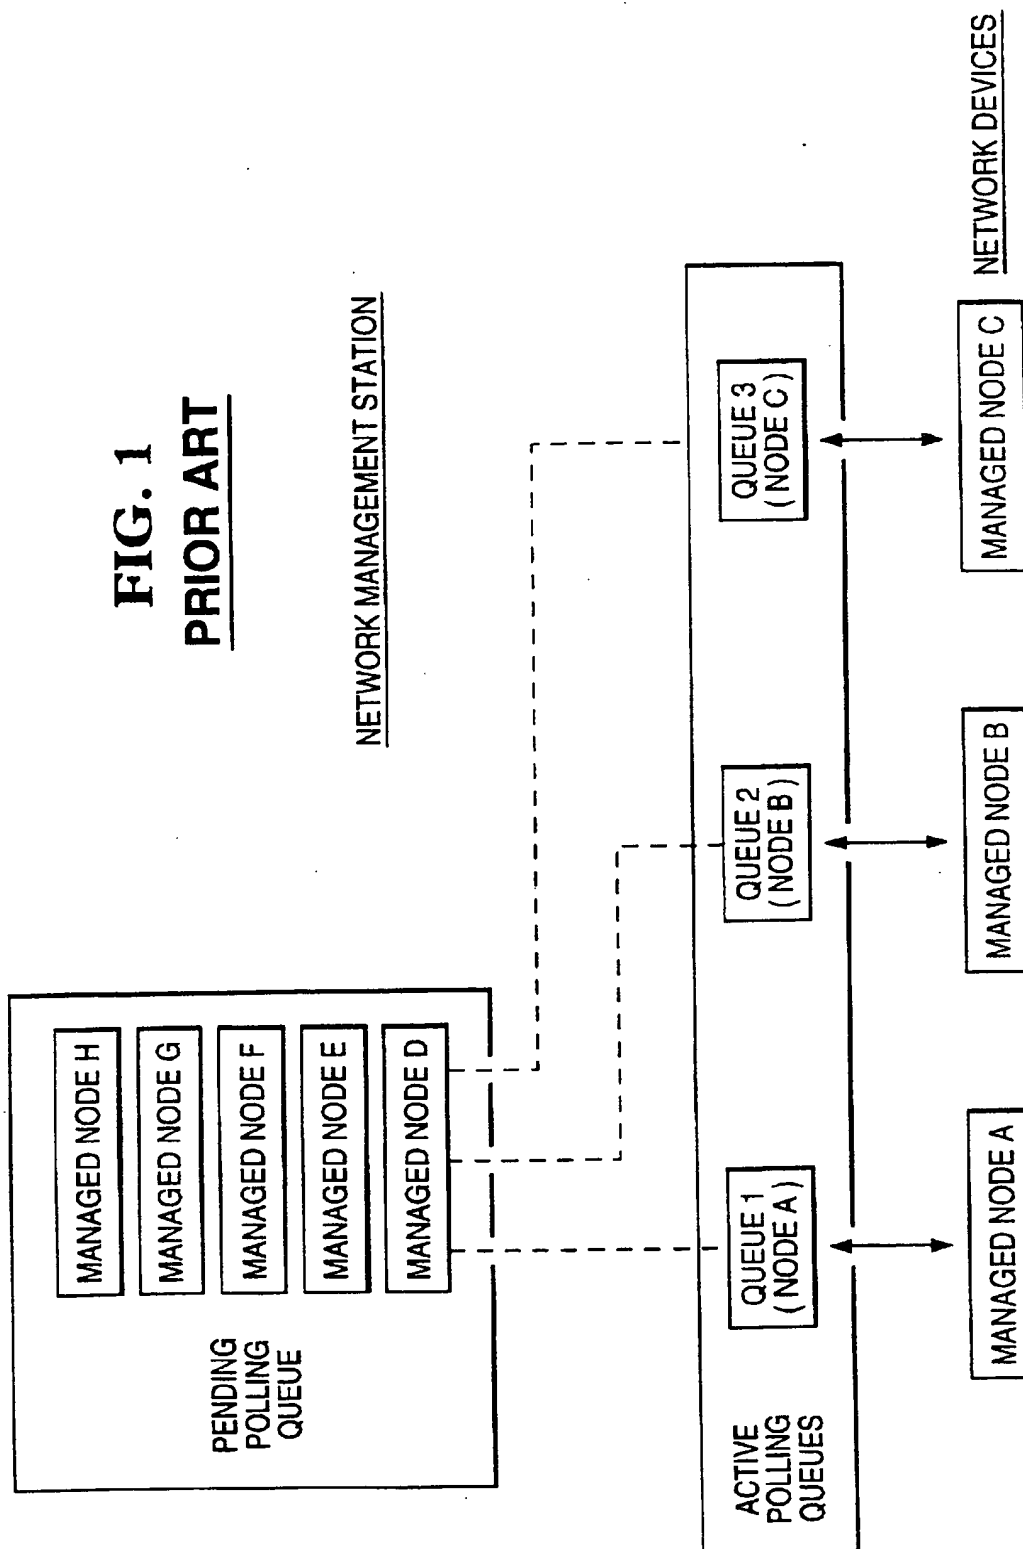 FIG. 1
PRIOR ART
NETWORK MANAGEMENT STATION
PENDING
POLLING
QUEUE
MANAGED NODE H
MANAGED NODE G
MANAGED NODE F
MANAGED NODE E
MANAGED NODE D
ACTIVE
POLLING
QUEUES
QUEUE 1
( NODE A )
QUEUE 2
( NODE B )
QUEUE 3
( NODE C )
MANAGED NODE A
MANAGED NODE B
MANAGED NODE C
NETWORK DEVICES